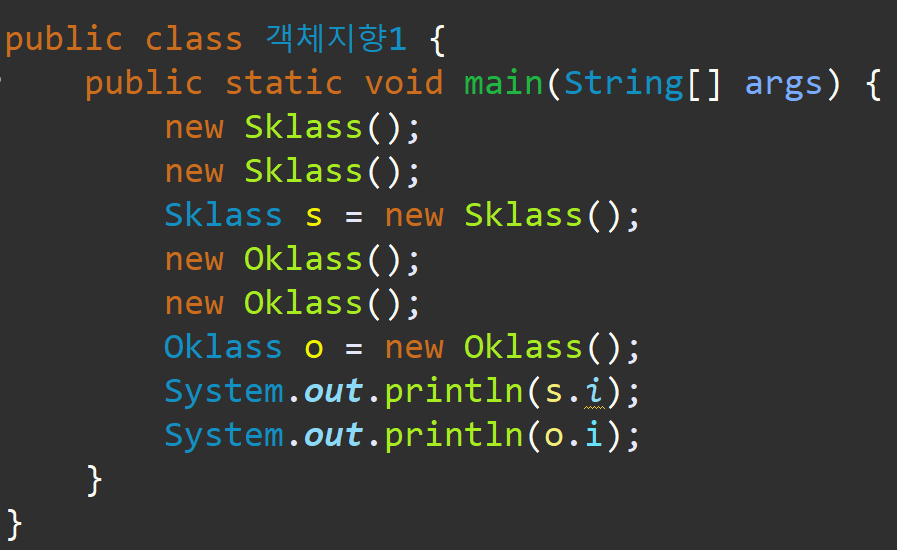 public class 객체지향1 {
public static void main(String[] args) {
new Sklass();
new Sklass();
Sklass s = new Sklass();
new Oklass();
new Oklass();
Oklass o = new Oklass();
System.out.println(s.i);
System.out.println(o.i);
}
}